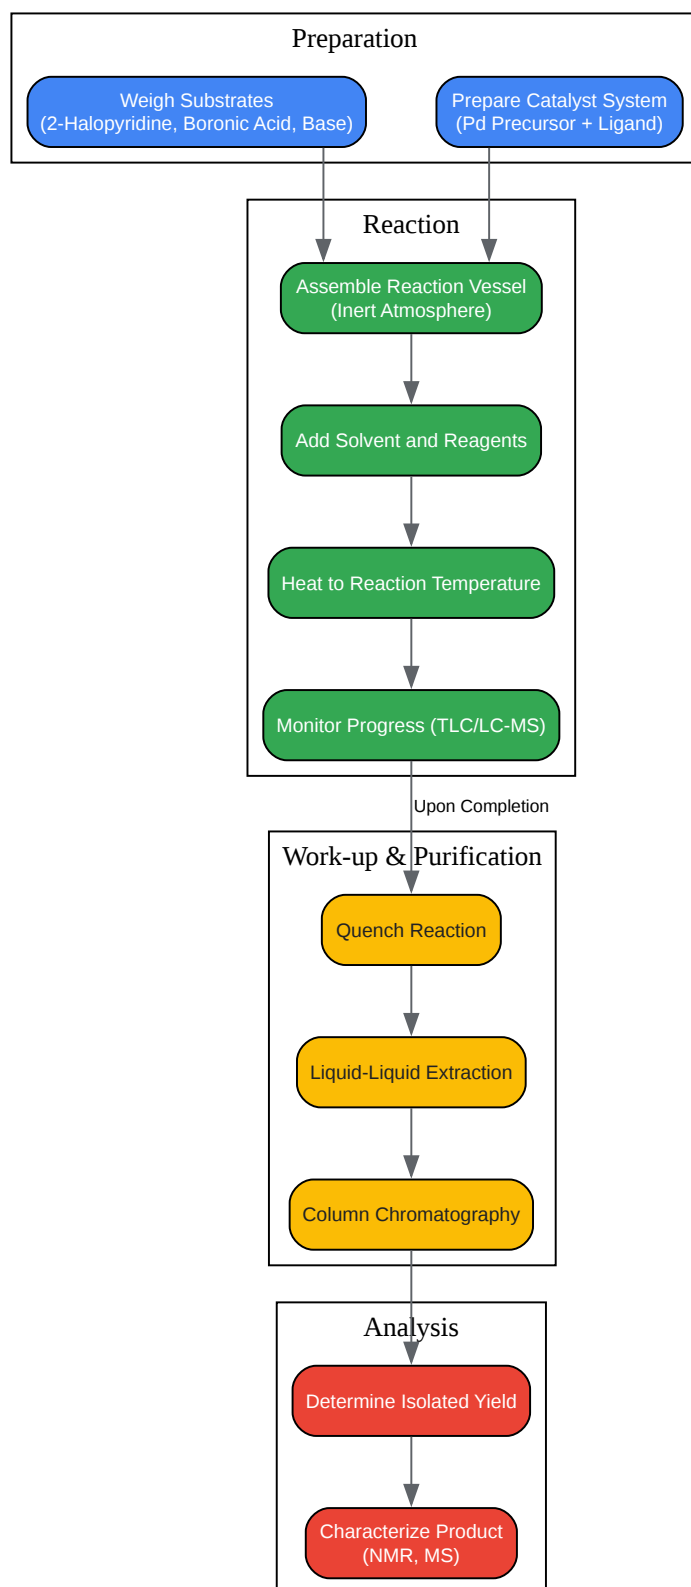 Preparation
Weigh Substrates
(2-Halopyridine, Boronic Acid, Base)
Prepare Catalyst System
(Pd Precursor + Ligand)
Reaction
Assemble Reaction Vessel
(Inert Atmosphere)
Add Solvent and Reagents
Heat to Reaction Temperature
Monitor Progress (TLC/LC-MS)
Upon Completion
Work-up & Purification
Quench Reaction
Liquid-Liquid Extraction
Column Chromatography
Analysis
Determine Isolated Yield
Characterize Product
(NMR, MS)